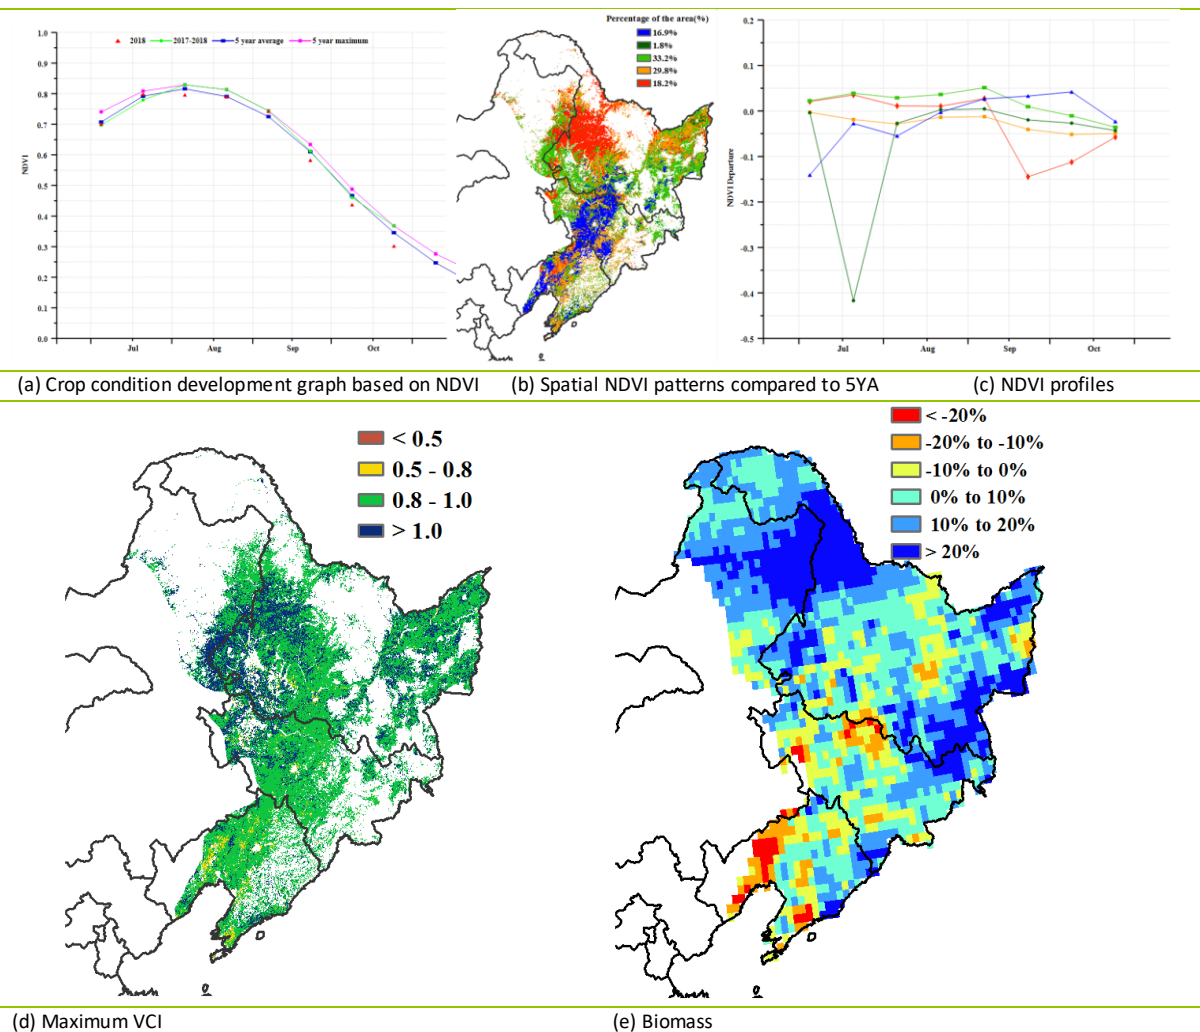 1.0
0.9
0.8
0.7
0.6
0.5
0.4
0.3
0.2
0.1
0.0
NDVI
2018 2017-2018 5 year average 5 year maximum
Jul Aug Sep Oct
Percentage of the area(%)
16.9%
1.8%
33.2%
29.8%
18.2%
0.2
0.1
0.0
-0.1
-0.2
-0.3
-0.4
-0.5
NDVI Departure
Jul Aug Sep Oct
(a) Crop condition development graph based on NDVI (b) Spatial NDVI patterns compared to 5YA (c) NDVI profiles
< 0.5
0.5 - 0.8
0.8 - 1.0
> 1.0
< -20%
-20% to -10%
-10% to 0%
0% to 10%
10% to 20%
> 20%
(d) Maximum VCI (e) Biomass